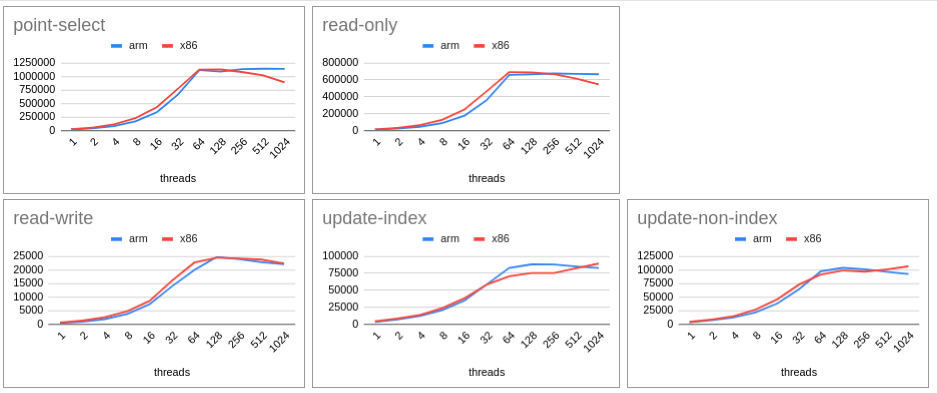 point-select
arm x86
1250000
1000000
750000
500000
250000
0
1 2 4 8 16 32 64 128 256 512 1024
threads
read-only
arm x86
800000
600000
400000
200000
0
1 2 4 8 16 32 64 128 256 512 1024
threads
read-write
arm x86
25000
20000
15000
10000
5000
0
1 2 4 8 16 32 64 128 256 512 1024
threads
update-index
arm x86
100000
75000
50000
25000
0
1 2 4 8 16 32 64 128 256 512 1024
threads
update-non-index
arm x86
125000
100000
75000
50000
25000
0
1 2 4 8 16 32 64 128 256 512 1024
threads